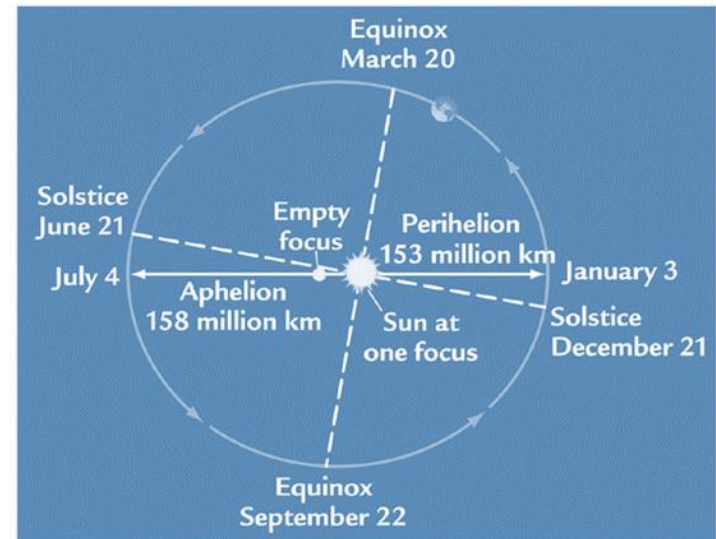 Equinox
March 20
Solstice
June 21
Empty
focus
Perihelion
153 million km
July 4
January 3
Aphelion
158 million km
Sun at
one focus
Solstice
December 21
Equinox
September 22